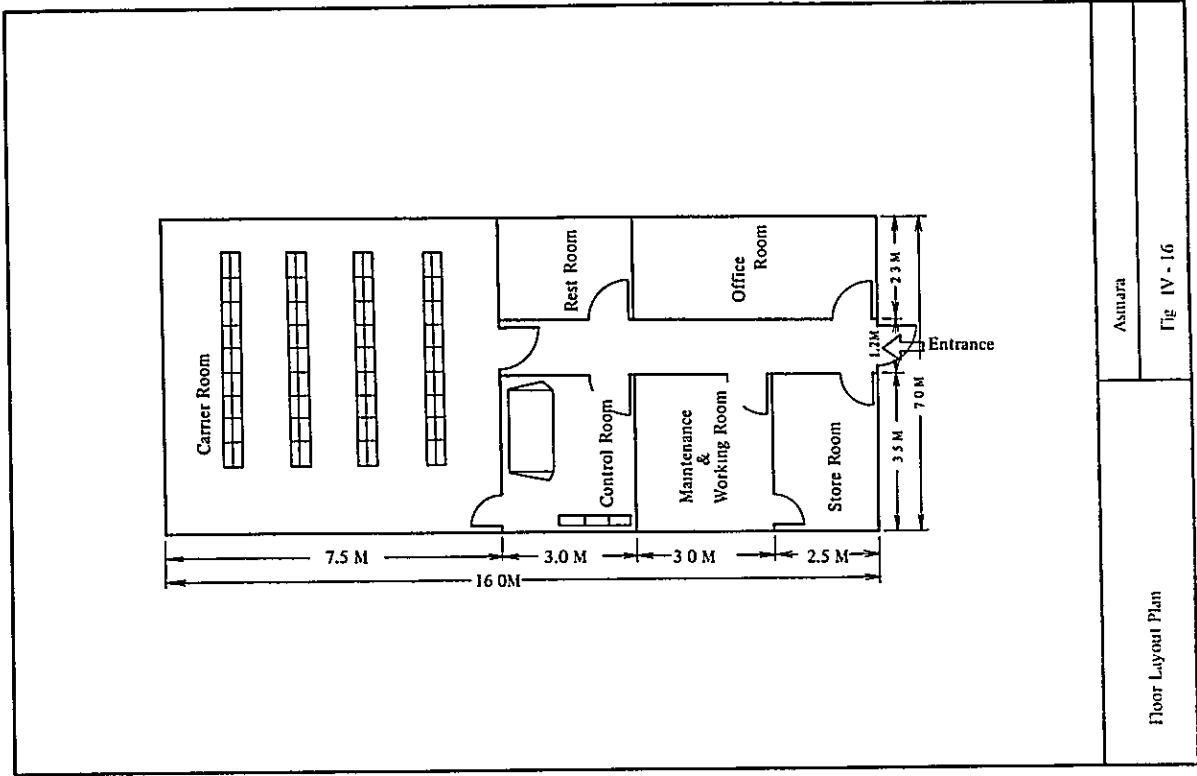 Carrier Room
Rest Room
Office
Room
Control Room
Maintenance
&
Working Room
Store Room
Entrance
1.2M
2 3 M
3 5 M
7 0 M
7.5 M
3.0 M
3 0 M
2.5 M
16 0M
Floor Layout Plan
Asmara
Fig IV - 16